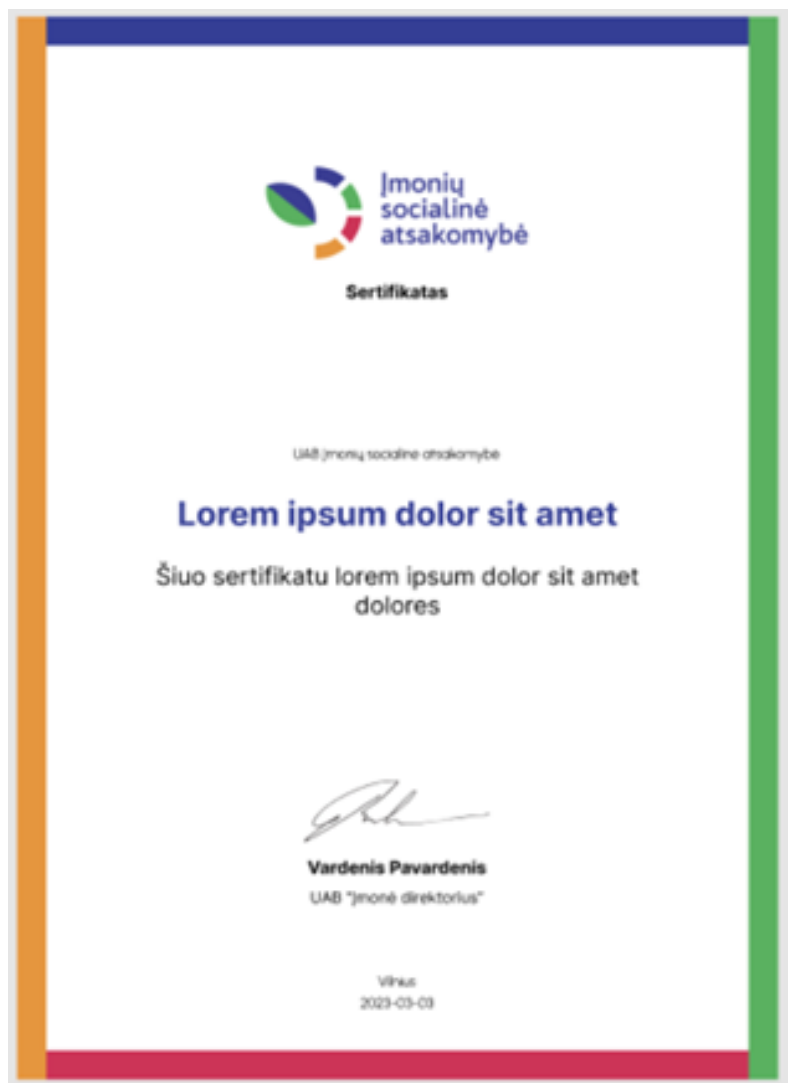 Įmonių
socialinė
atsakomybė
Sertifikatas
UAB Įmonių socialinė atsakomybė
Lorem ipsum dolor sit amet
Šiuo sertifikatu lorem ipsum dolor sit amet
dolores
Vardenis Pavardenis
UAB "Įmonė direktorius"
Vilnius
2023-03-03